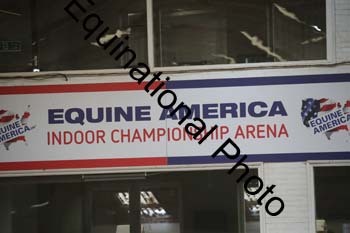 EQUINE AMERICA
INDOOR CHAMPIONSHIP ARENA
EQUINE
AMERICA
EQUINE
AMERICA
Equinational Photo